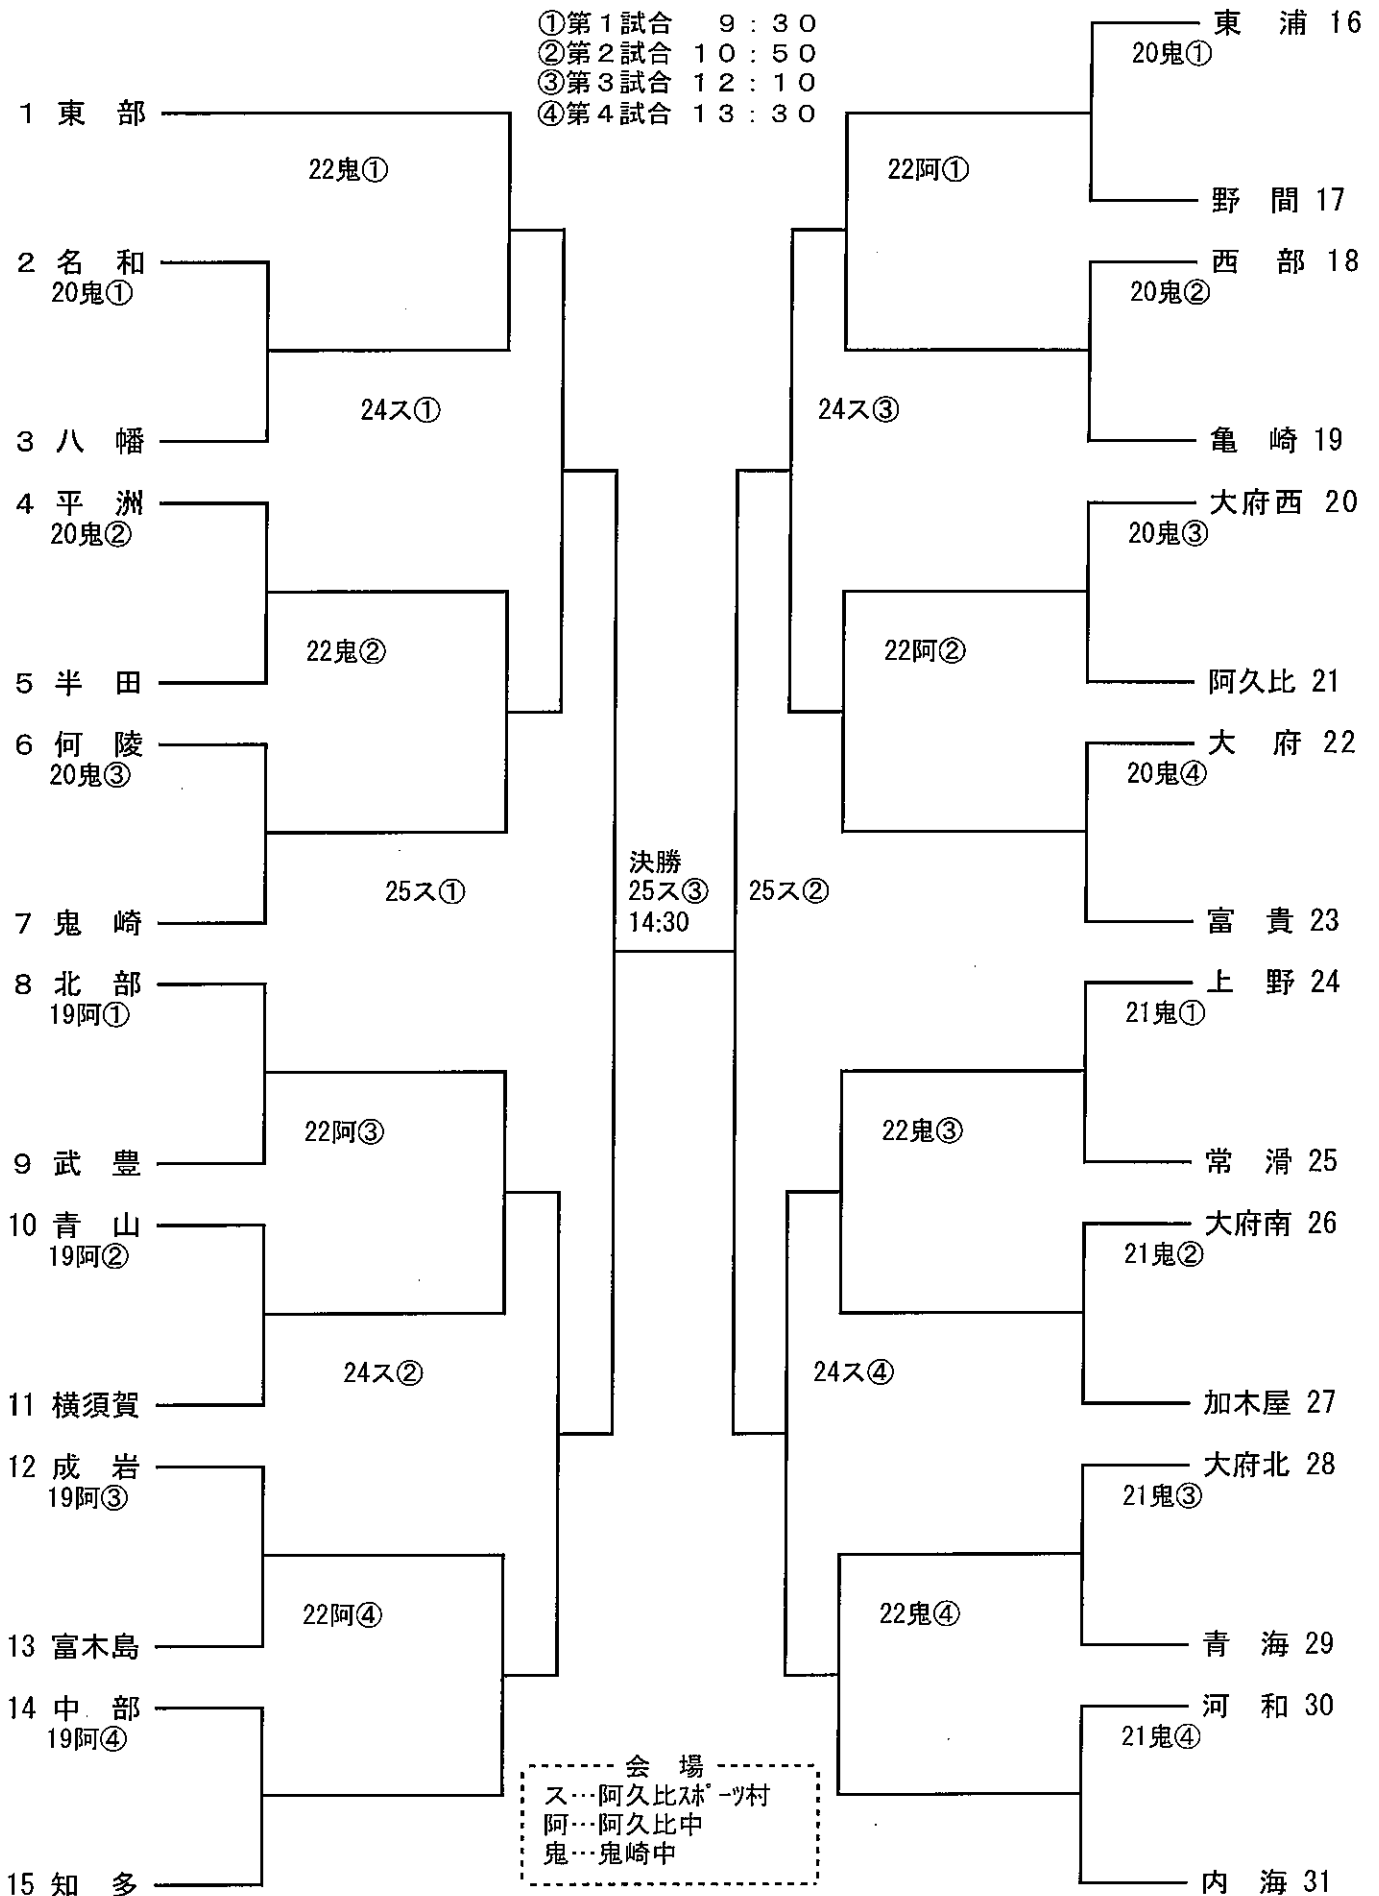 ①第1試合 9：30
②第2試合 10：50
③第3試合 12：10
④第4試合 13：30
1 東 部
22鬼①
2 名 和
20鬼①
24ス①
3 八 幡
4 平 洲
20鬼②
22鬼②
5 半 田
6 何 陵
20鬼③
25ス①
7 鬼 崎
8 北 部
19阿①
22阿③
9 武 豊
10 青 山
19阿②
24ス②
11 横須賀
12 成 岩
19阿③
22阿④
13 富木島
14 中 部
19阿④
15 知 多
決勝
25ス③
14:30
東 浦 16
20鬼①
22阿①
野 間 17
西 部 18
20鬼②
24ス③
亀 崎 19
大府西 20
20鬼③
22阿②
阿久比 21
大 府 22
20鬼④
25ス②
富 貴 23
上 野 24
21鬼①
22鬼③
常 滑 25
大府南 26
21鬼②
24ス④
加木屋 27
大府北 28
21鬼③
22鬼④
青 海 29
河 和 30
21鬼④
内 海 31
会 場
ス…阿久比ｽﾎﾟｰﾂ村
阿…阿久比中
鬼…鬼崎中